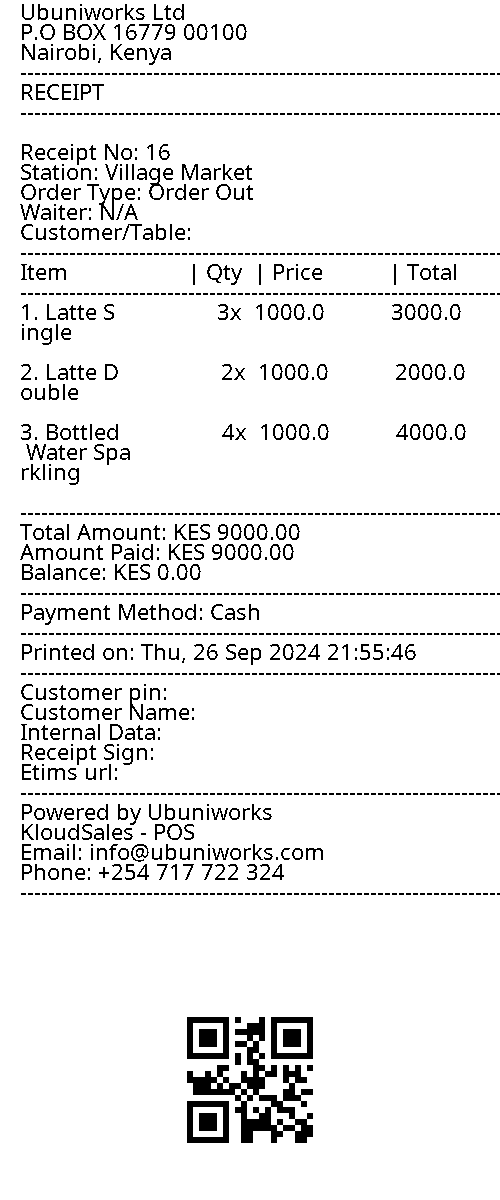 Ubuniworks Ltd
P.O BOX 16779 00100
Nairobi, Kenya
--------------------------------------------------------------------------------
RECEIPT
--------------------------------------------------------------------------------
Receipt No: 16
Station: Village Market
Order Type: Order Out
Waiter: N/A
Customer/Table:
--------------------------------------------------------------------------------
Item | Qty | Price | Total
--------------------------------------------------------------------------------
1. Latte S 3x 1000.0 3000.0
ingle
2. Latte D 2x 1000.0 2000.0
ouble
3. Bottled 4x 1000.0 4000.0
Water Spa
rkling
--------------------------------------------------------------------------------
Total Amount: KES 9000.00
Amount Paid: KES 9000.00
Balance: KES 0.00
--------------------------------------------------------------------------------
Payment Method: Cash
--------------------------------------------------------------------------------
Printed on: Thu, 26 Sep 2024 21:55:46
--------------------------------------------------------------------------------
Customer pin:
Customer Name:
Internal Data:
Receipt Sign:
Etims url:
--------------------------------------------------------------------------------
Powered by Ubuniworks
KloudSales - POS
Email: info@ubuniworks.com
Phone: +254 717 722 324
--------------------------------------------------------------------------------